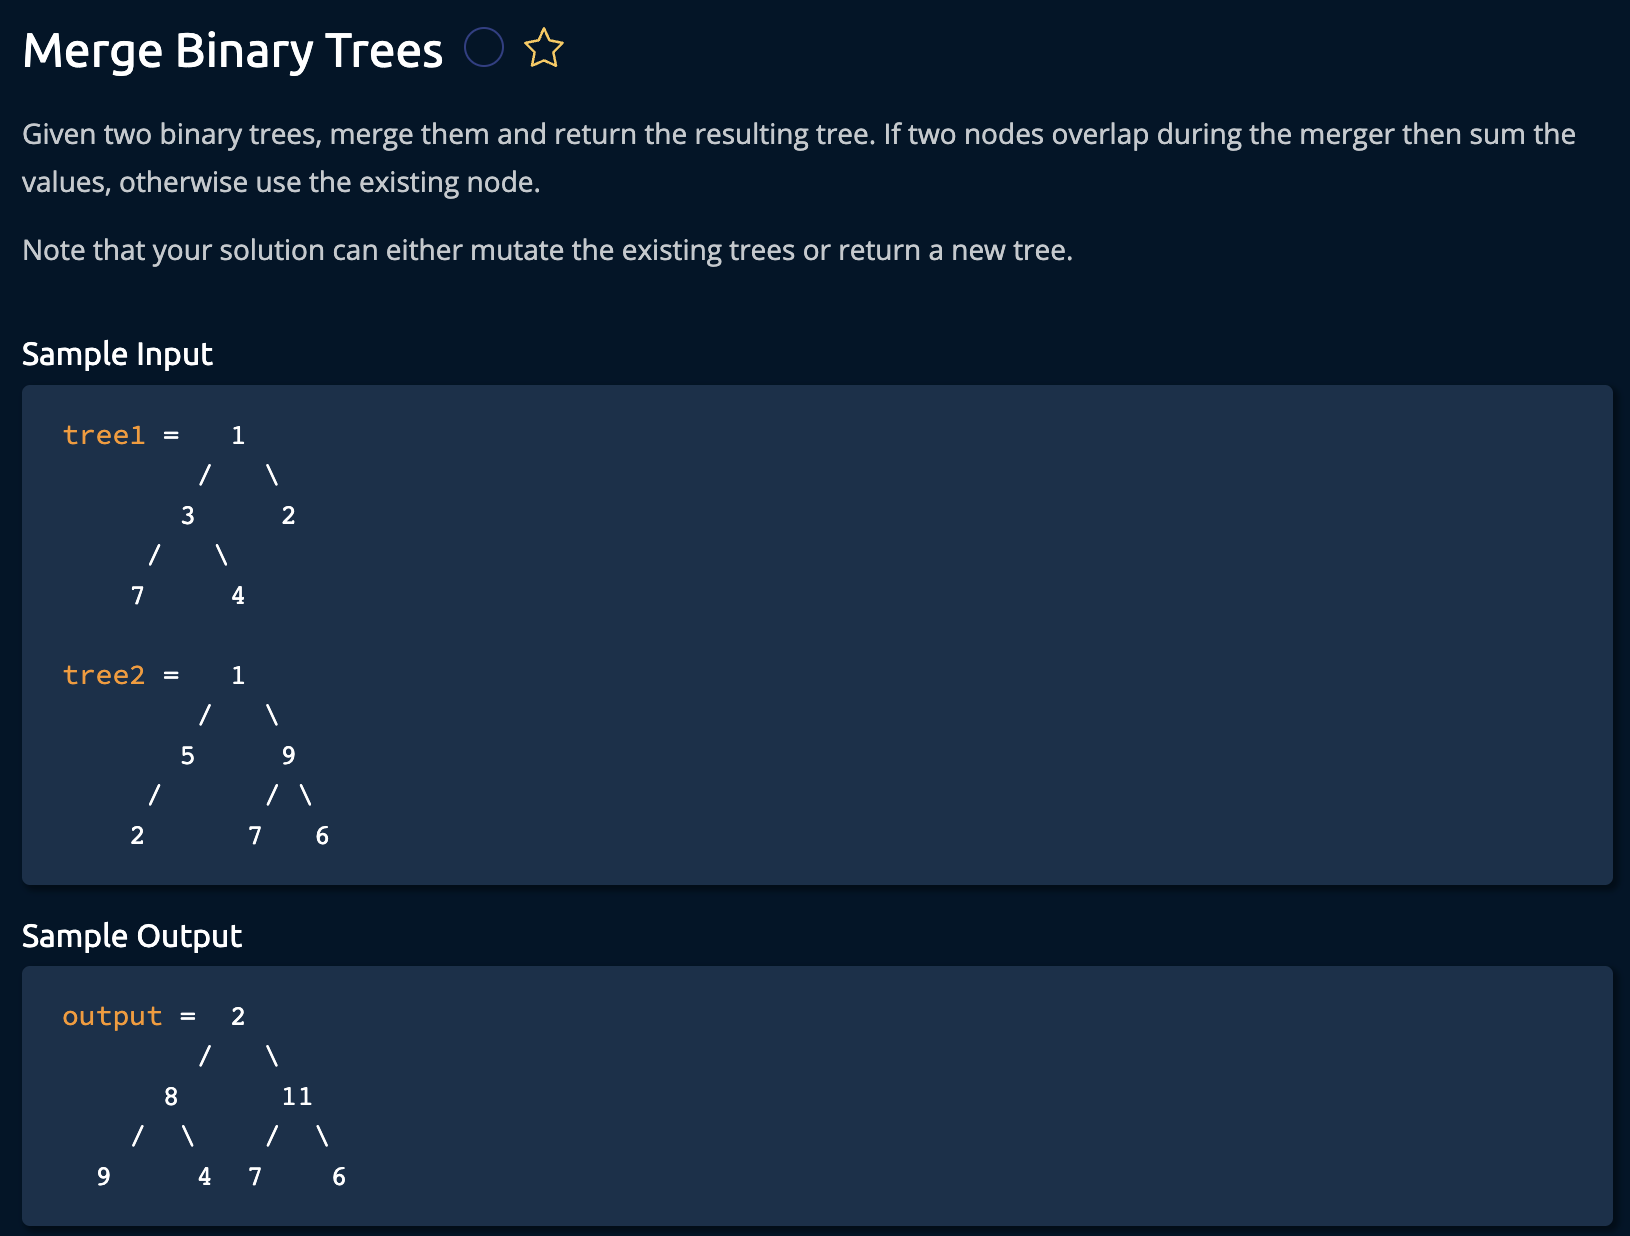 Merge Binary Trees
Given two binary trees, merge them and return the resulting tree. If two nodes overlap during the merger then sum the
values, otherwise use the existing node.
Note that your solution can either mutate the existing trees or return a new tree.
Sample Input
tree1 =   1
        /   \
       3     2
     /   \
    7     4
tree2 =   1
        /   \
       5     9
     /      / \
    2      7   6
Sample Output
output =  2
        /   \
      8      11
    /  \    /  \
  9     4  7    6